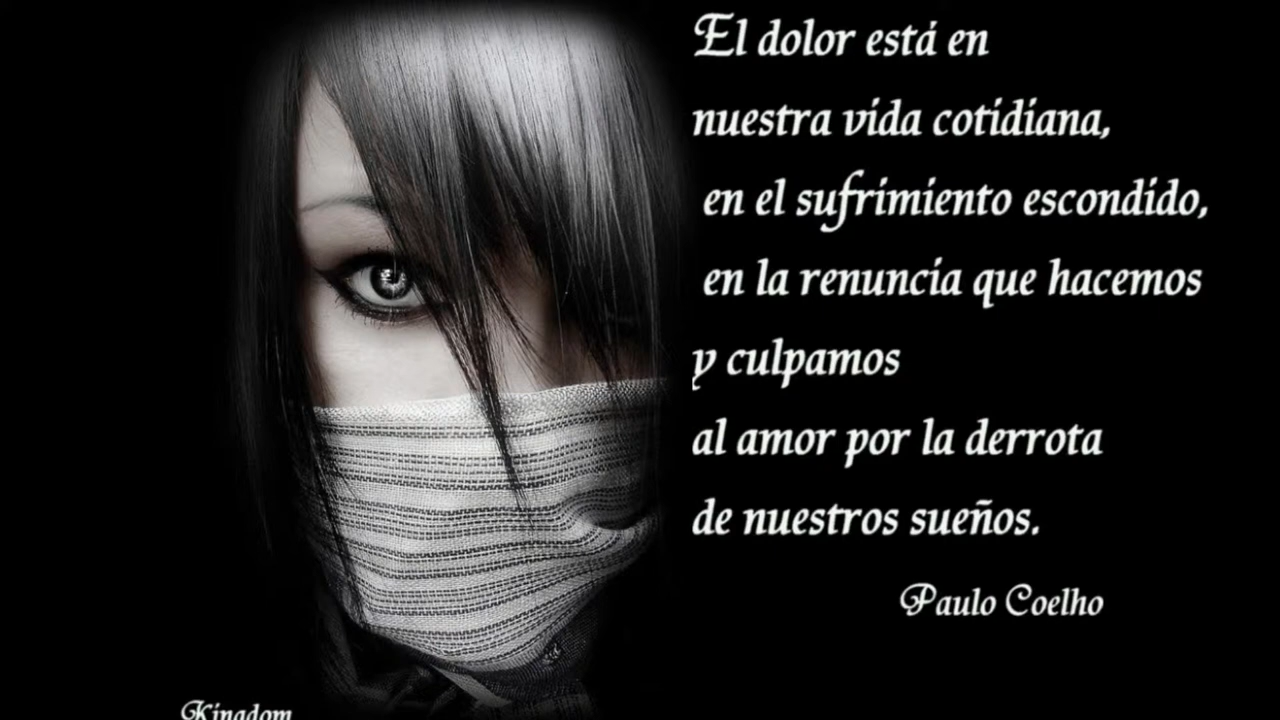 El dolor está en
nuestra vida cotidiana,
en el sufrimiento escondido,
en la renuncia que hacemos
y culpamos
al amor por la derrota
de nuestros sueños.
Paulo Coelho
Kingdom